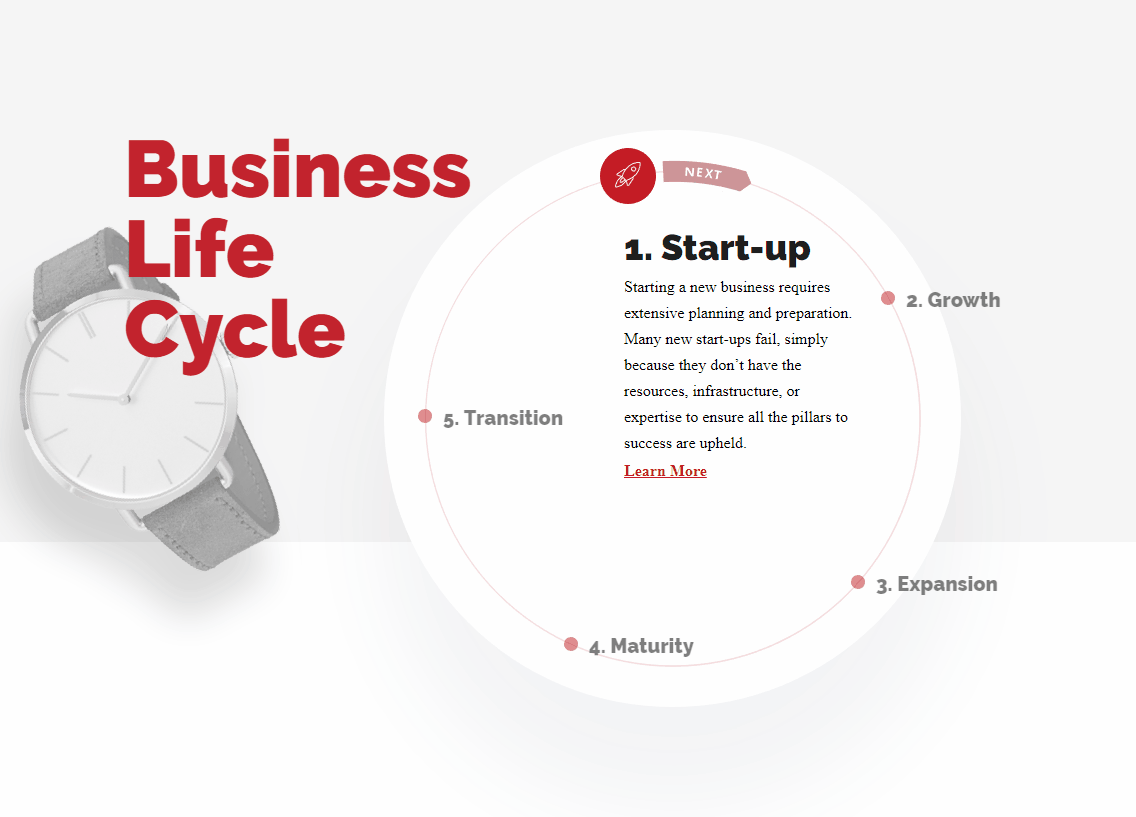 Business
Life
Cycle
NEXT
1. Start-up
Starting a new business requires
extensive planning and preparation.
Many new start-ups fail, simply
because they don’t have the
resources, infrastructure, or
expertise to ensure all the pillars to
success are upheld.
Learn More
2. Growth
3. Expansion
4. Maturity
5. Transition